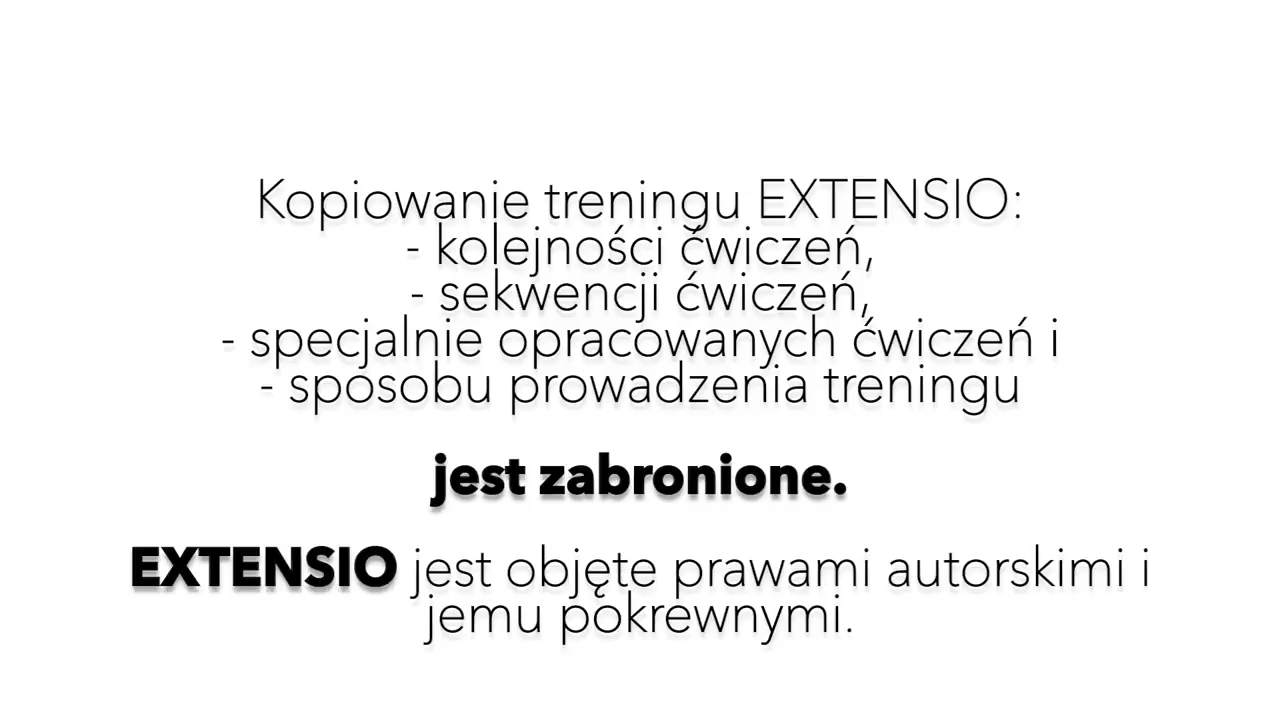 Kopiowanie treningu EXTENSIO:
- kolejności ćwiczeń,
- sekwencji ćwiczeń,
- specjalnie opracowanych ćwiczeń i
- sposobu prowadzenia treningu
jest zabronione.
EXTENSIO jest objęte prawami autorskimi i
jemu pokrewnymi.